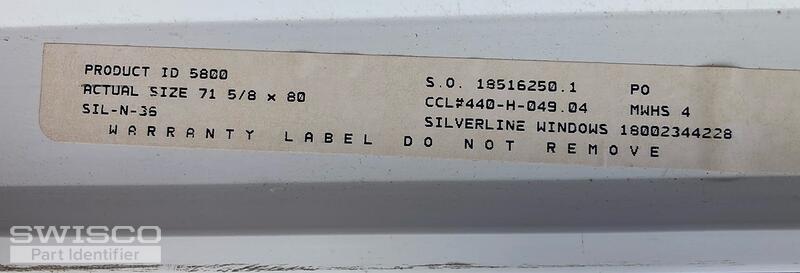 PRODUCT ID 5800
ACTUAL SIZE 71 5/8 x 80
SIL-N-36
S.O. 18516250.1 PO
CCL#440-H-049.04 MWHS 4
SILVERLINE WINDOWS 18002344228
WARRANTY LABEL DO NOT REMOVE
SWISCO
Part Identifier